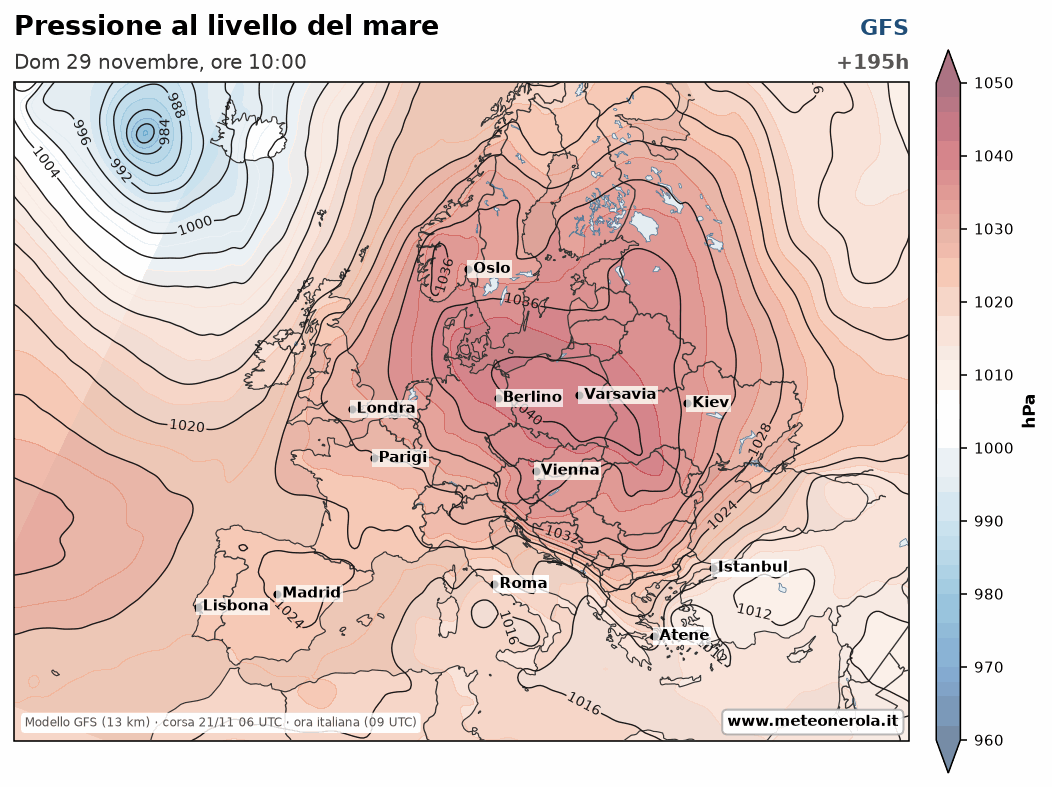 Pressione al livello del mare
GFS
Dom 29 novembre, ore 10:00
+195h
988
984
996
992
1004
1000
1020
1036
Oslo
1036
Berlino
Varsavia
Kiev
Londra
1040
1028
Parigi
Vienna
1024
1032
Istanbul
Roma
Madrid
Lisbona
1024
1016
1012
Atene
1012
1016
Modello GFS (13 km) · corsa 21/11 06 UTC · ora italiana (09 UTC)
www.meteonerola.it
1050
1040
1030
1020
1010
1000
990
980
970
960
hPa